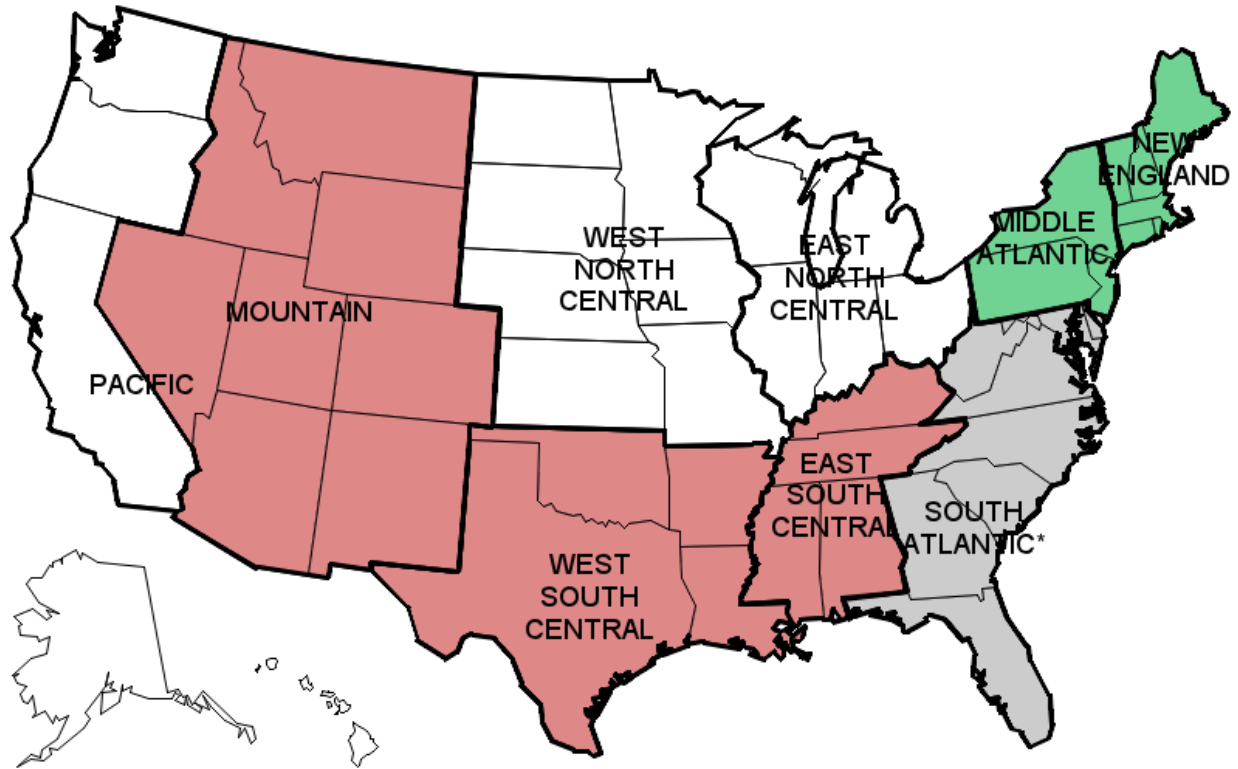 NEW
ENGLAND
MIDDLE
ATLANTIC
WEST
NORTH
CENTRAL
EAST
NORTH
CENTRAL
MOUNTAIN
PACIFIC
EAST
SOUTH
CENTRAL
SOUTH
ATLANTIC*
WEST
SOUTH
CENTRAL